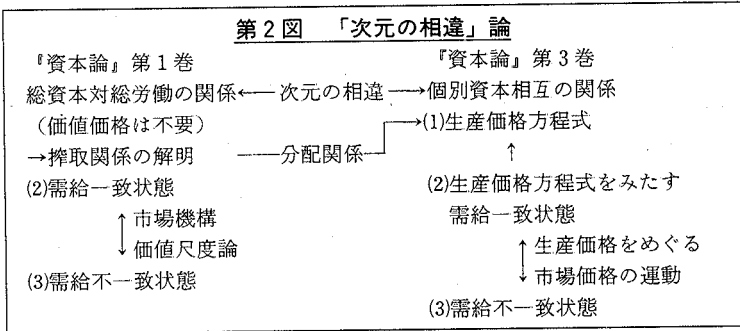 第2図 「次元の相違」論
『資本論』第1巻 『資本論』第3巻
総資本対総労働の関係←─ 次元の相違 ─→個別資本相互の関係
(価値価格は不要) →(1)生産価格方程式
→搾取関係の解明 ──分配関係 ↑
(2)需給一致状態 (2)生産価格方程式をみたす
↑市場機構 需給一致状態
↓価値尺度論 ↑生産価格をめぐる
(3)需給不一致状態 ↓市場価格の運動
(3)需給不一致状態